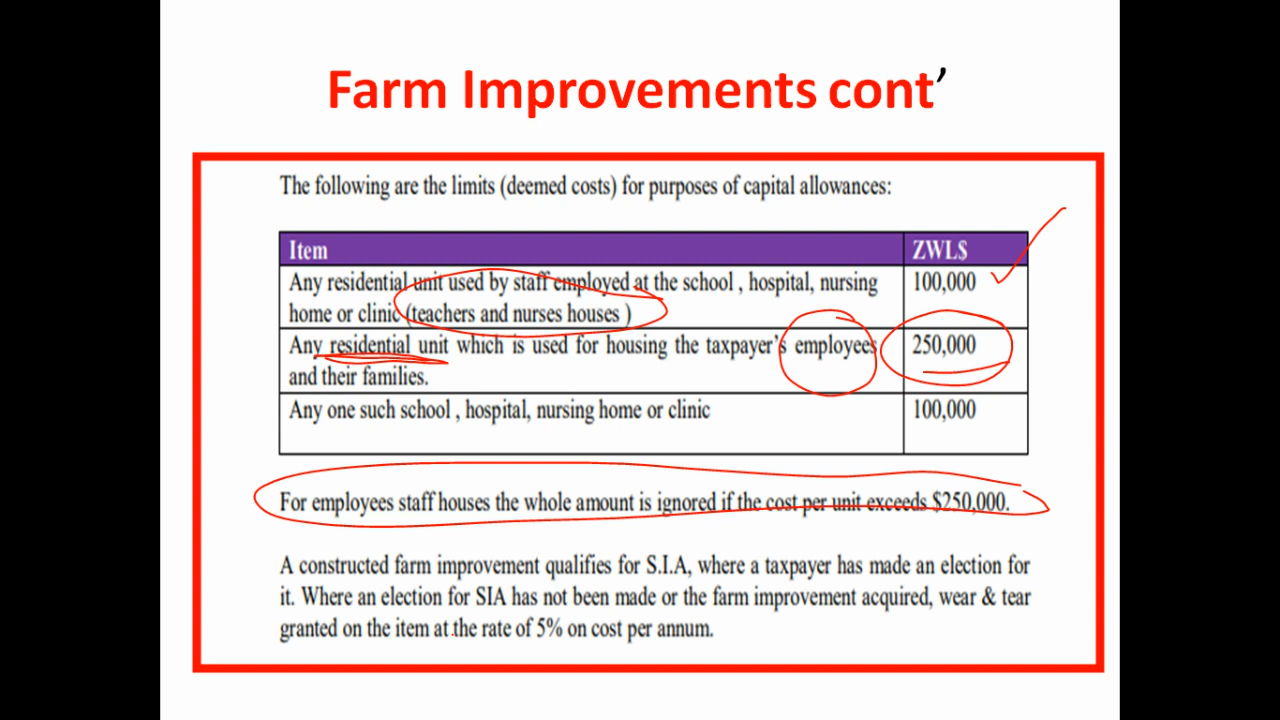 Farm Improvements cont’
The following are the limits (deemed costs) for purposes of capital allowances:
Item ZWL$
Any residential unit used by staff employed at the school , hospital, nursing 100,000
home or clinic (teachers and nurses houses )
Any residential unit which is used for housing the taxpayer’s employees 250,000
and their families.
Any one such school , hospital, nursing home or clinic 100,000
For employees staff houses the whole amount is ignored if the cost per unit exceeds $250,000.
A constructed farm improvement qualifies for S.I.A, where a taxpayer has made an election for
it. Where an election for SIA has not been made or the farm improvement acquired, wear & tear
granted on the item at the rate of 5% on cost per annum.